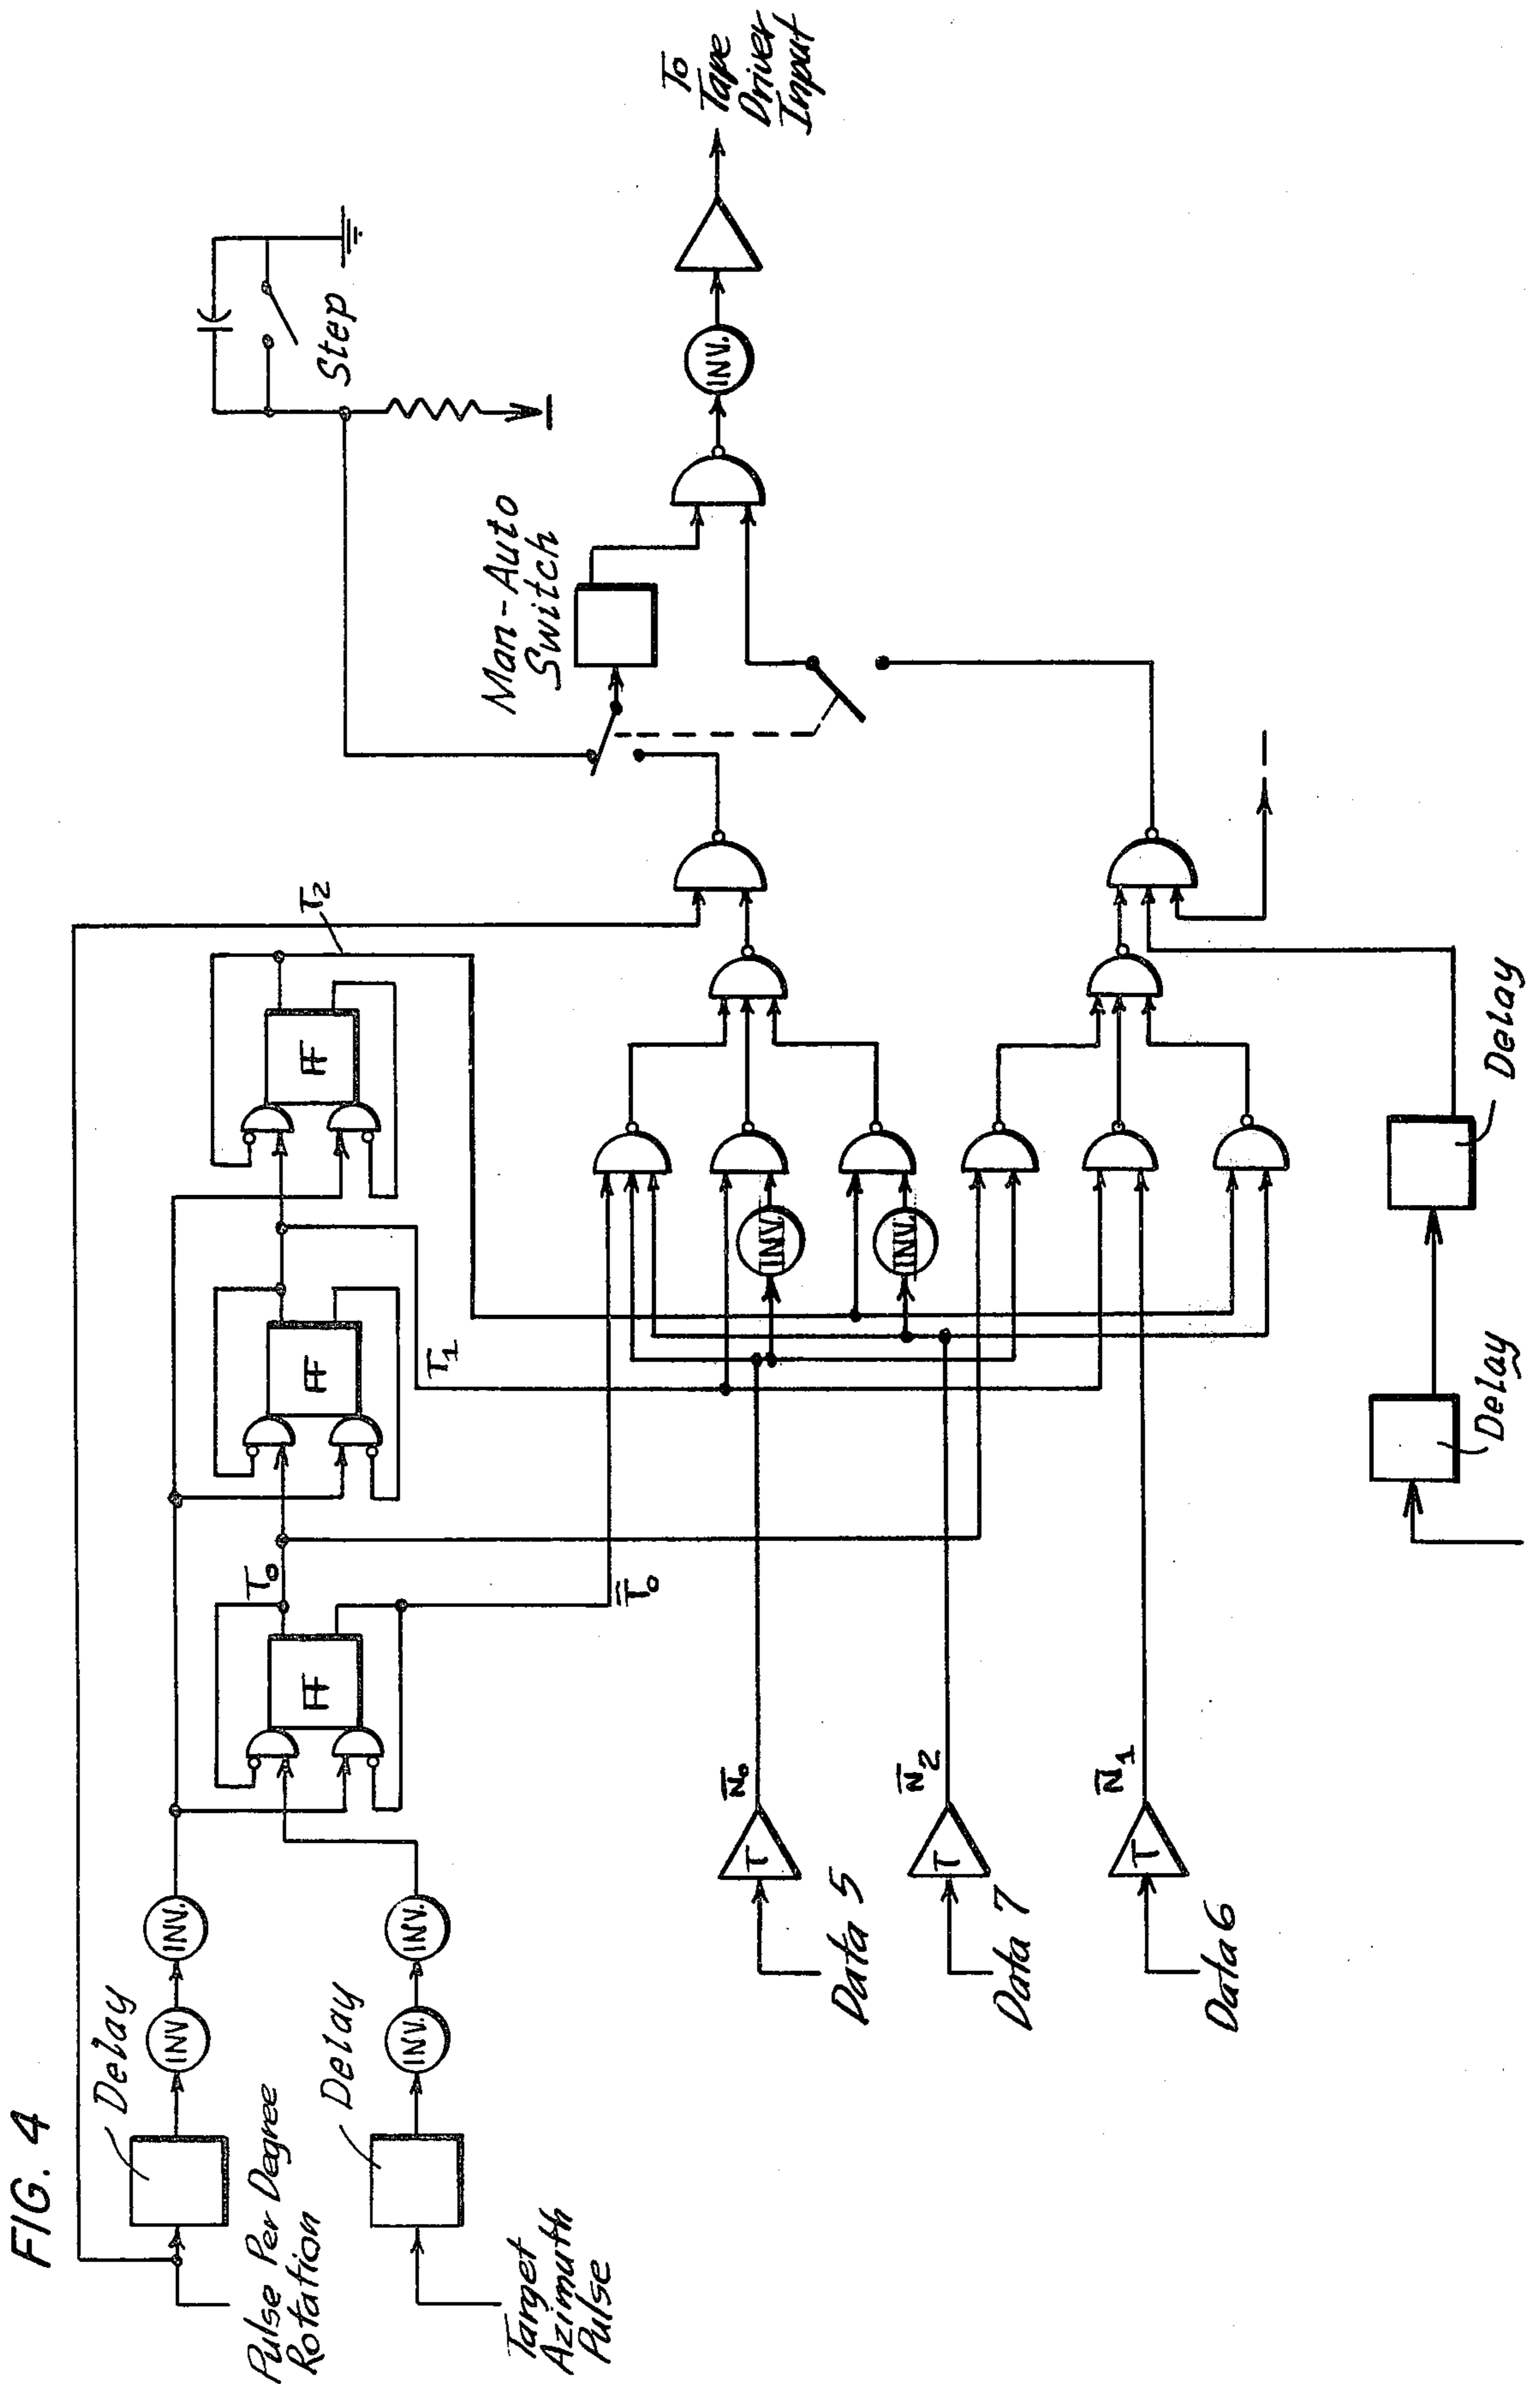 FIG. 4
Pulse Per Degree
Rotation
Delay
INV
INV.
Target
Azimuth
Pulse
Delay
INV.
INV.
FF
T₀
T̅₀
FF
T₁
FF
T₂
Data 5
T
N̅₀
Data 7
T
N̅₂
Data 6
T
N̅₁
INV.
INV.
Delay
Delay
Man-Auto
Switch
Step
INV.
To
Tape
Driver
Input